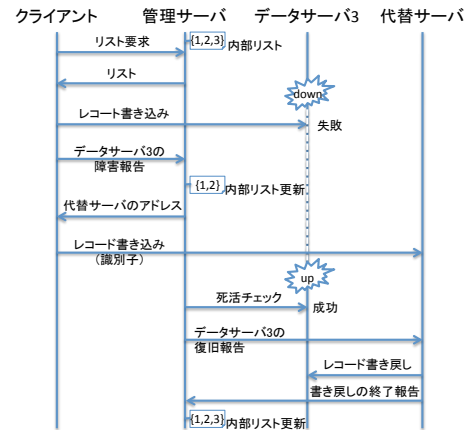 クライアント 管理サーバ データサーバ3 代替サーバ
リスト要求
{1,2,3} 内部リスト
リスト
down
レコート書き込み
失敗
データサーバ3の
障害報告
{1,2} 内部リスト更新
代替サーバのアドレス
レコード書き込み
(識別子)
up
死活チェック
成功
データサーバ3の
復旧報告
レコード書き戻し
書き戻しの終了報告
{1,2,3} 内部リスト更新